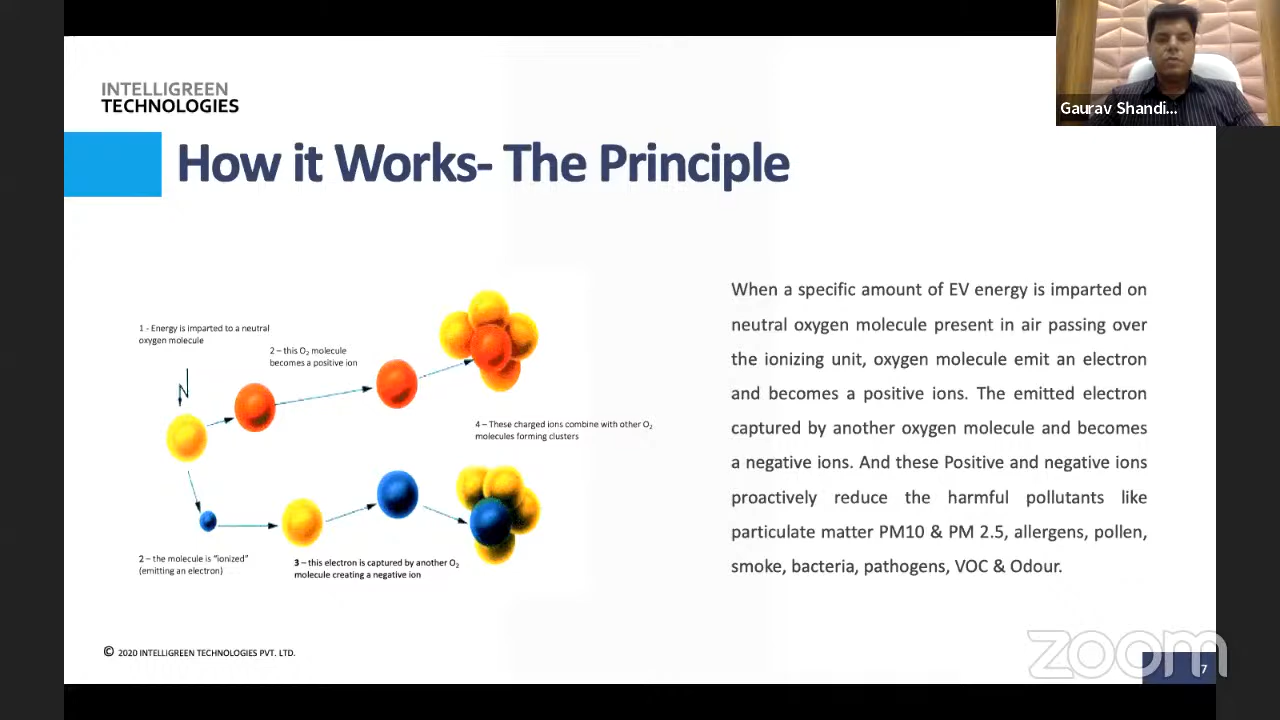 INTELLIGREEN
TECHNOLOGIES
Gaurav Shandi...
How it Works- The Principle
1 - Energy is imparted to a neutral
oxygen molecule
2 – this O₂ molecule
becomes a positive ion
4 – These charged ions combine with other O₂
molecules forming clusters
2 – the molecule is "ionized"
(emitting an electron)
3 – this electron is captured by another O₂
molecule creating a negative ion
When a specific amount of EV energy is imparted on
neutral oxygen molecule present in air passing over
the ionizing unit, oxygen molecule emit an electron
and becomes a positive ions. The emitted electron
captured by another oxygen molecule and becomes
a negative ions. And these Positive and negative ions
proactively reduce the harmful pollutants like
particulate matter PM10 & PM 2.5, allergens, pollen,
smoke, bacteria, pathogens, VOC & Odour.
© 2020 INTELLIGREEN TECHNOLOGIES PVT. LTD.
zoom
7